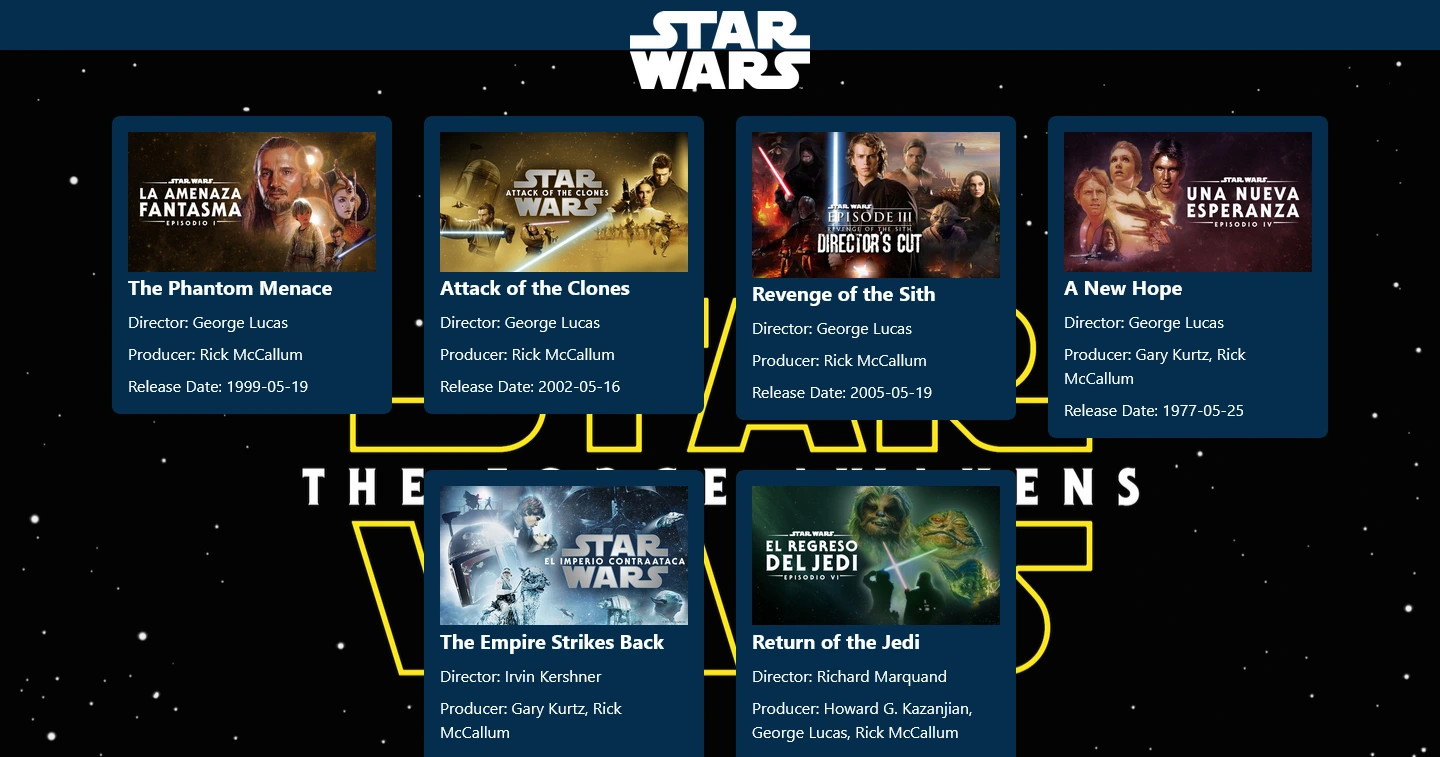 STAR
WARS
STAR WARS
LA AMENAZA
FANTASMA
EPISODIO I
The Phantom Menace
Director: George Lucas
Producer: Rick McCallum
Release Date: 1999-05-19
STAR
ATTACK OF THE CLONES
WARS
Attack of the Clones
Director: George Lucas
Producer: Rick McCallum
Release Date: 2002-05-16
STAR WARS
EPISODE III
REVENGE OF THE SITH
DIRECTOR'S CUT
Revenge of the Sith
Director: George Lucas
Producer: Rick McCallum
Release Date: 2005-05-19
STAR WARS
UNA NUEVA
ESPERANZA
EPISODIO IV
A New Hope
Director: George Lucas
Producer: Gary Kurtz, Rick
McCallum
Release Date: 1977-05-25
STAR
THE FORCE AWAKENS
WARS
STAR
EL IMPERIO CONTRAATACA
WARS
The Empire Strikes Back
Director: Irvin Kershner
Producer: Gary Kurtz, Rick
McCallum
STAR WARS
EL REGRESO
DEL JEDI
EPISODIO VI
Return of the Jedi
Director: Richard Marquand
Producer: Howard G. Kazanjian,
George Lucas, Rick McCallum